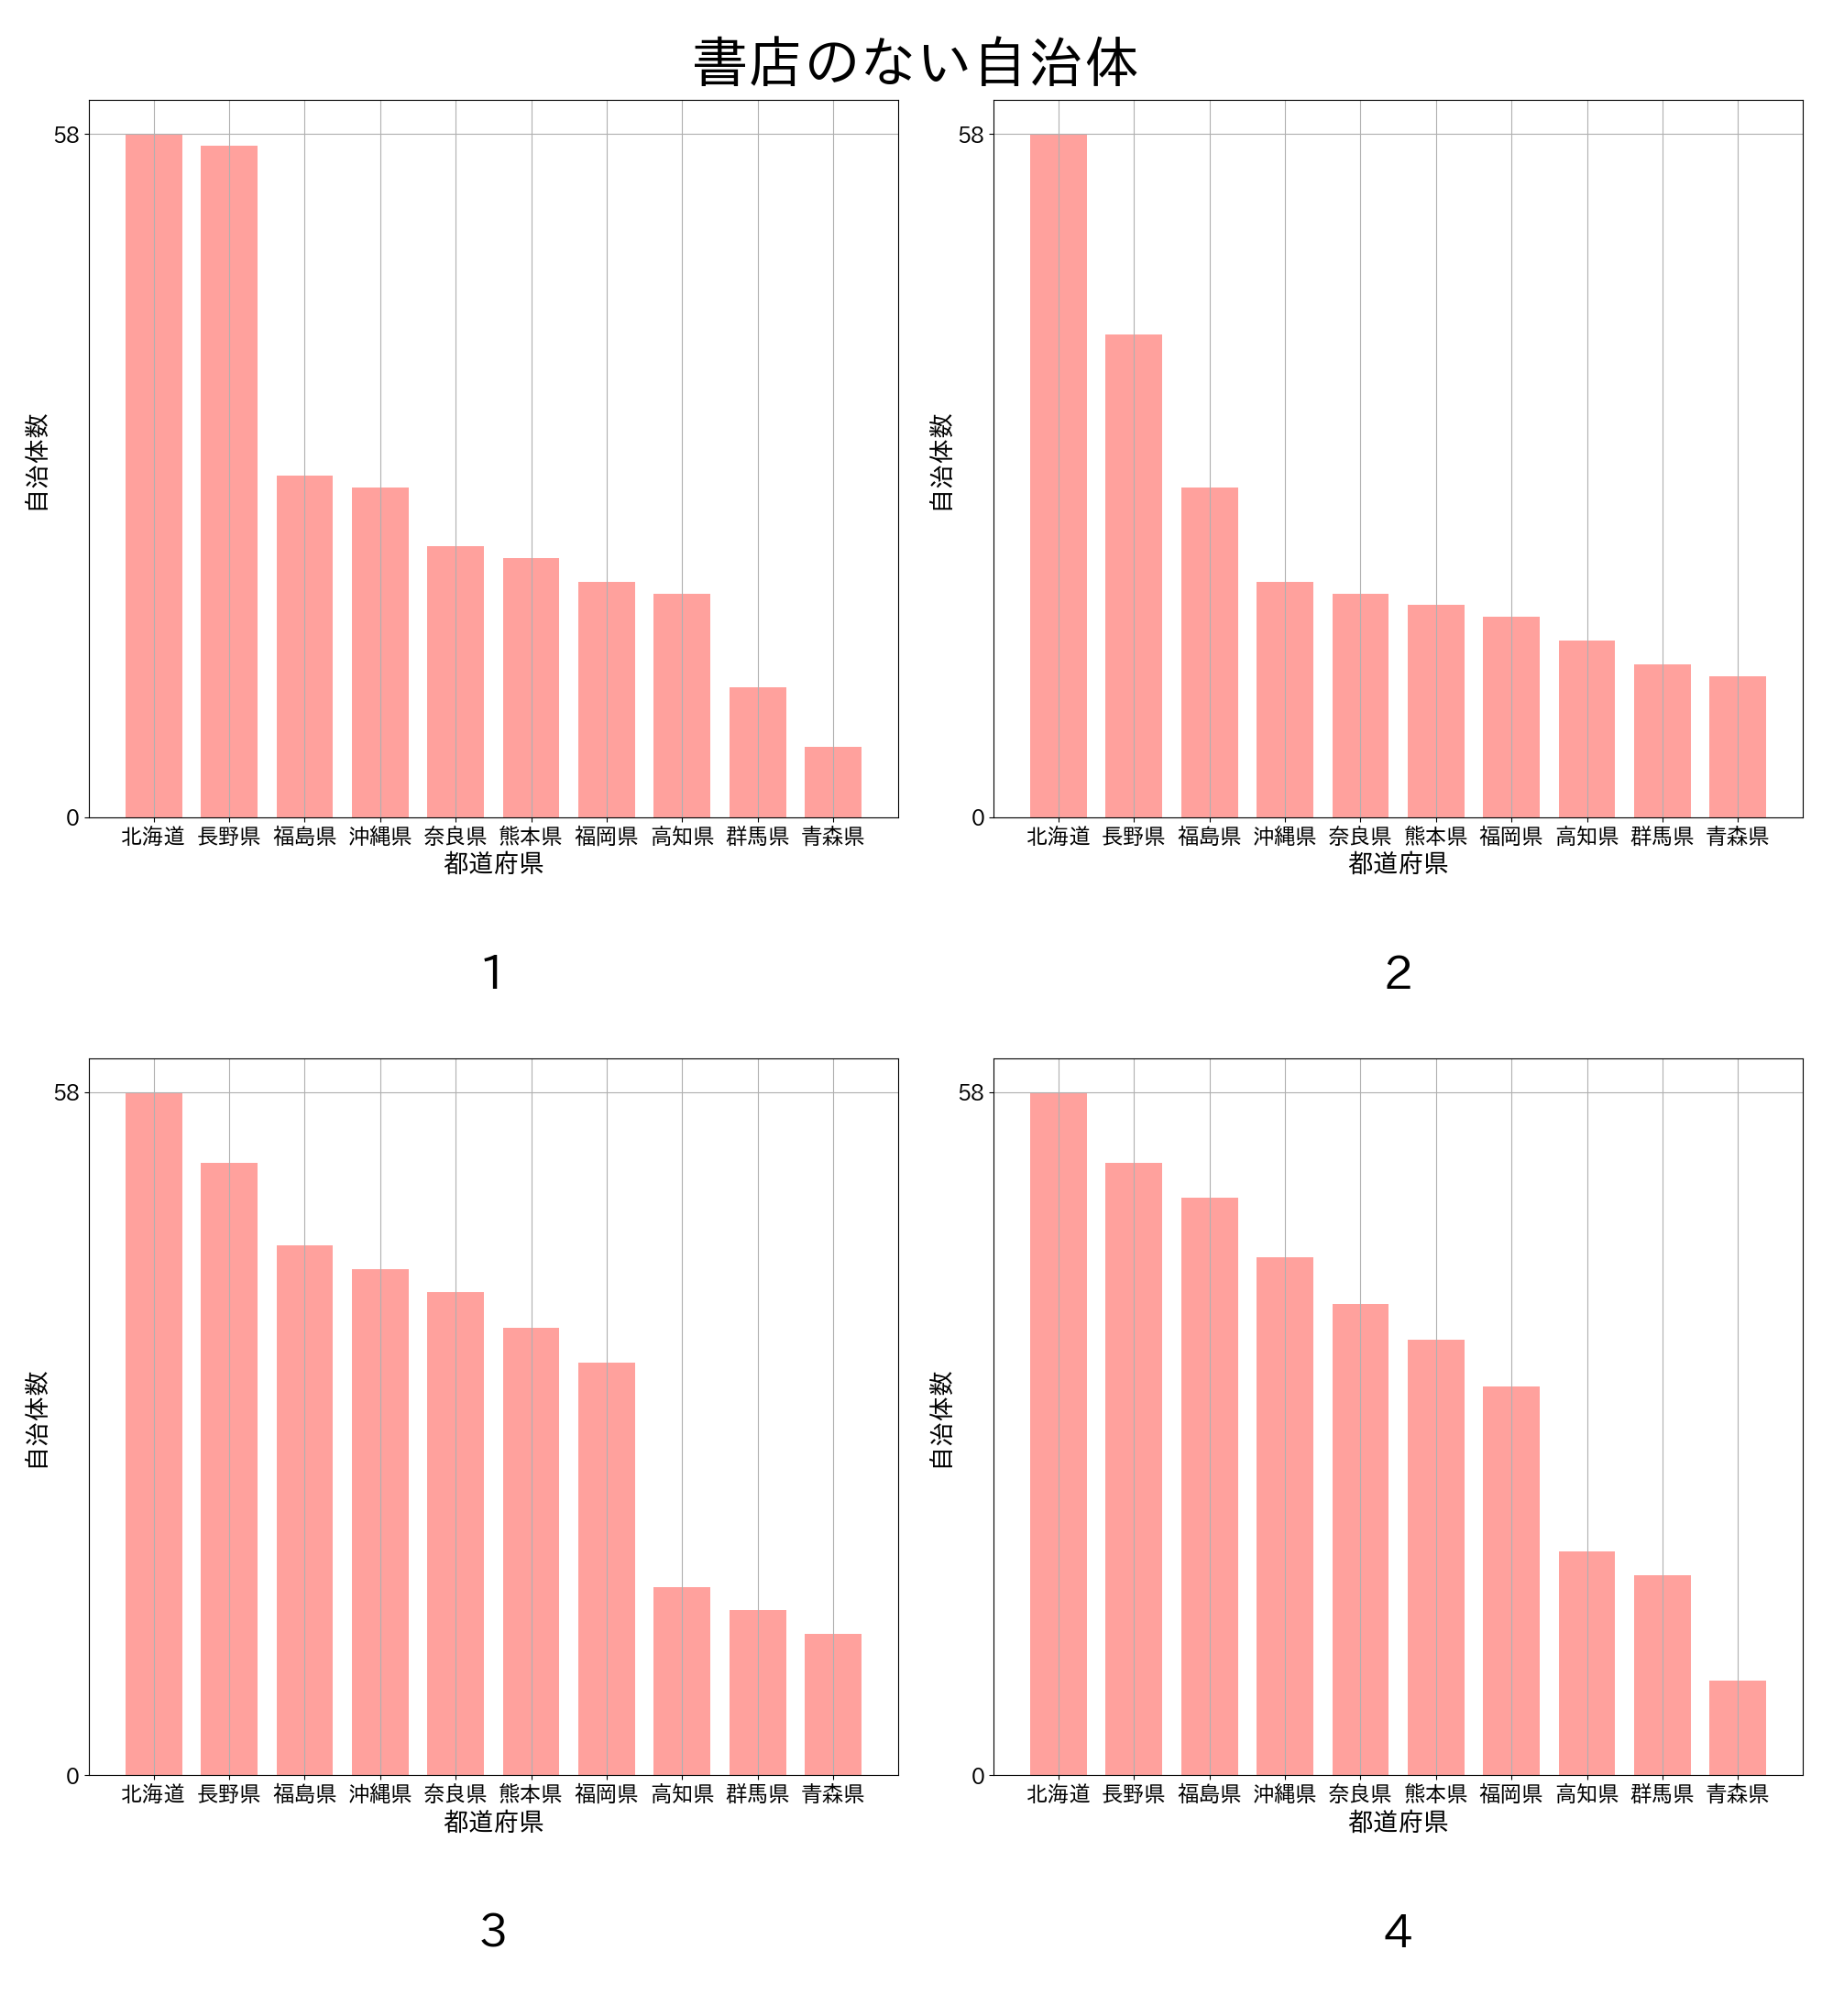 書店のない自治体
58
0
自治体数
北海道 長野県 福島県 沖縄県 奈良県 熊本県 福岡県 高知県 群馬県 青森県
都道府県
1
58
0
自治体数
北海道 長野県 福島県 沖縄県 奈良県 熊本県 福岡県 高知県 群馬県 青森県
都道府県
2
58
0
自治体数
北海道 長野県 福島県 沖縄県 奈良県 熊本県 福岡県 高知県 群馬県 青森県
都道府県
3
58
0
自治体数
北海道 長野県 福島県 沖縄県 奈良県 熊本県 福岡県 高知県 群馬県 青森県
都道府県
4